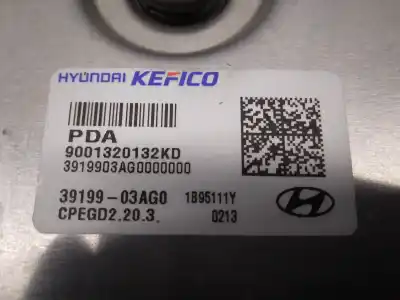 HYUNDAI KEFICO
PDA
9001320132KD
3919903AG0000000
39199-03AG0 1B95111Y
CPEGD2.20.3. 0213